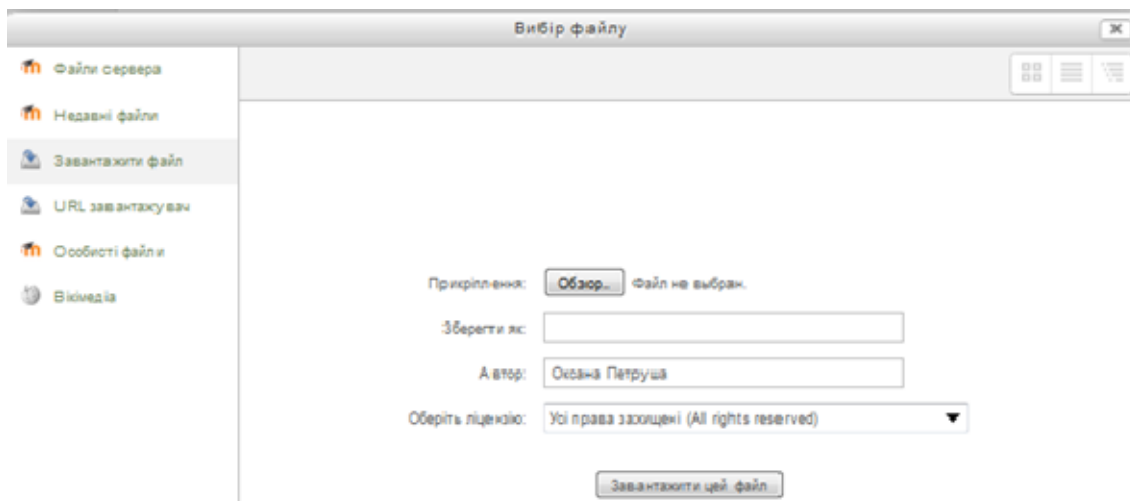 Вибір файлу
Файли сервера
Недавні файли
Завантажити файл
URL завантажувач
Особисті файли
Вікімедіа
Прикріплення: Обзор.. Файл не выбран.
Зберегти як:
Автор: Оксана Петруша
Оберіть ліцензію: Усі права захищені (All rights reserved)
Завантажити цей файл